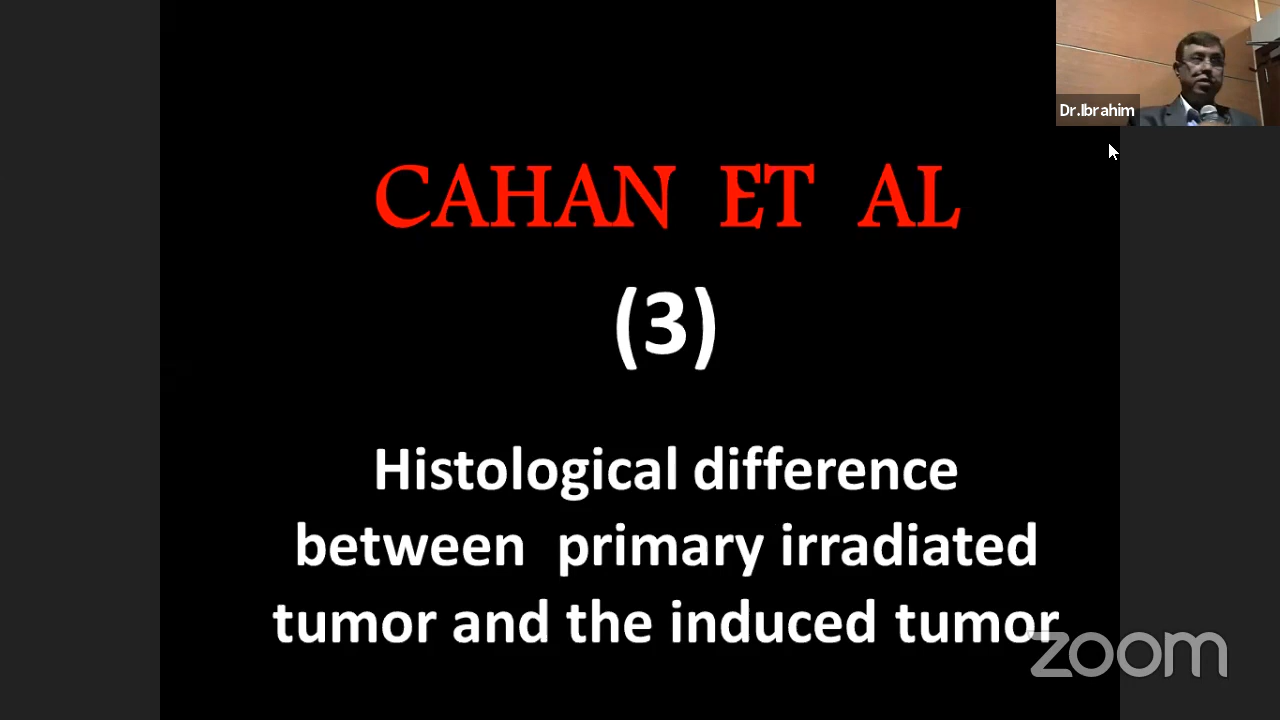 Dr.Ibrahim
CAHAN ET AL
(3)
Histological difference
between primary irradiated
tumor and the induced tumor
zoom